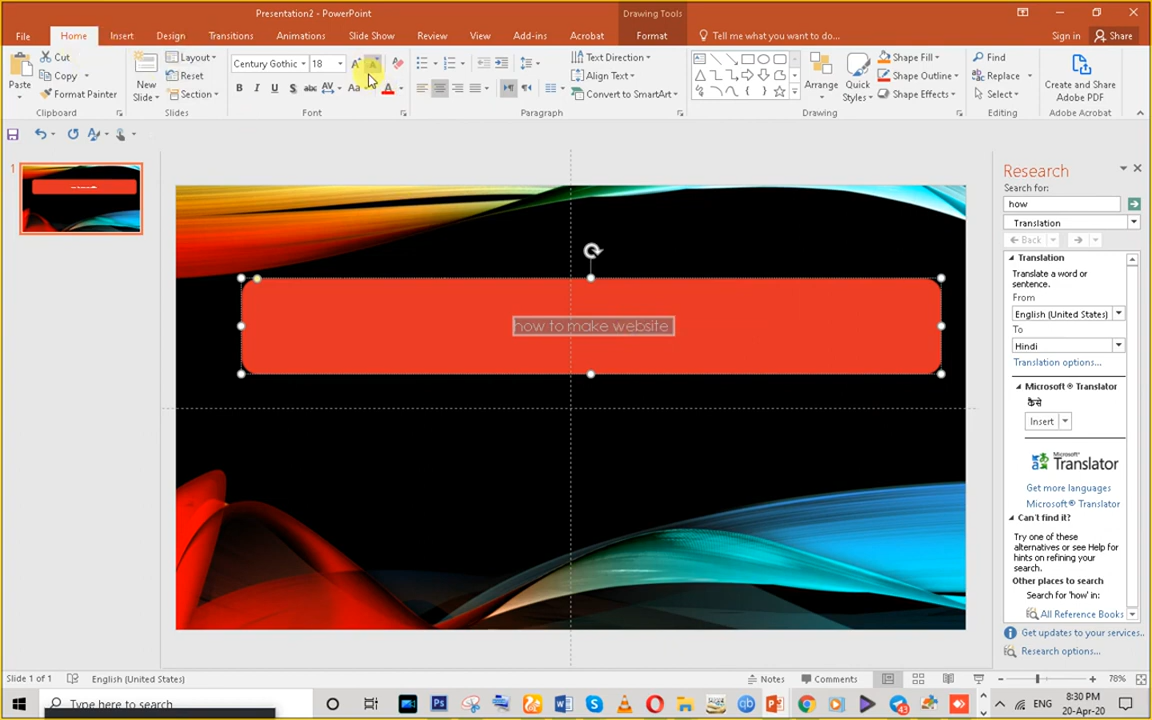 Presentation2 - PowerPoint
Drawing Tools
File
Home
Insert
Design
Transitions
Animations
Slide Show
Review
View
Add-ins
Acrobat
Format
Tell me what you want to do...
Sign in
Share
Paste
Cut
Copy
Format Painter
Clipboard
New
Slide
Layout
Reset
Section
Slides
Century Gothic
18
B I U S abc AV Aa A
Font
Text Direction
Align Text
Convert to SmartArt
Paragraph
Arrange
Quick
Styles
Shape Fill
Shape Outline
Shape Effects
Drawing
Find
Replace
Select
Editing
Create and Share
Adobe PDF
Adobe Acrobat
1
how to make website
Research
Search for:
how
Translation
Back
Translation
Translate a word or
sentence.
From
English (United States)
To
Hindi
Translation options...
Microsoft ® Translator
कैसे
Insert
Microsoft®
Translator
Get more languages
Microsoft® Translator
Can't find it?
Try one of these
alternatives or see Help for
hints on refining your
search.
Other places to search
Search for 'how' in:
All Reference Books
Get updates to your services...
Research options...
Slide 1 of 1
English (United States)
Notes
Comments
78%
Type here to search
ENG
8:30 PM
20-Apr-20